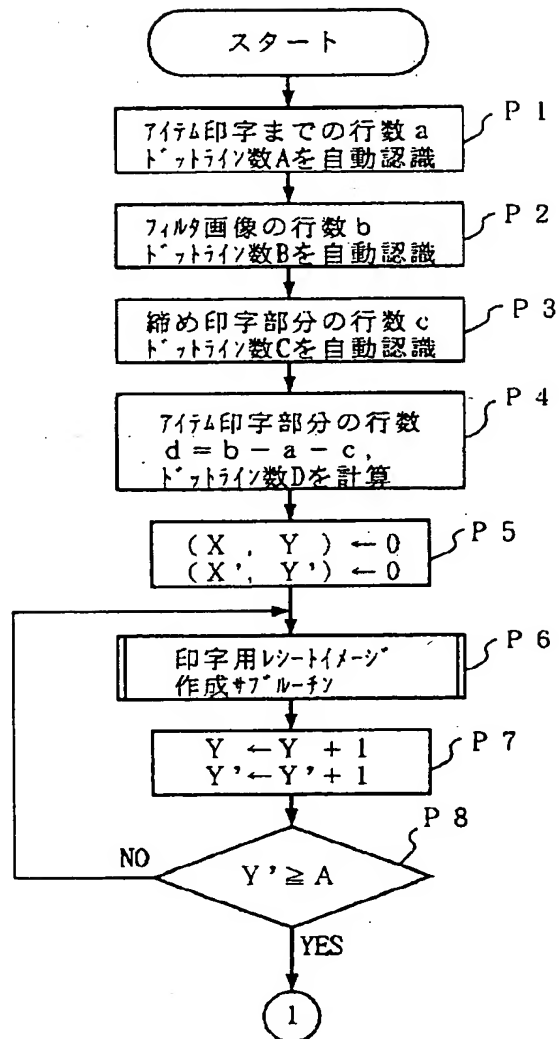 スタート
アイテム印字までの行数a
ドットライン数Aを自動認識
P 1
フィルタ画像の行数b
ドットライン数Bを自動認識
P 2
締め印字部分の行数c
ドットライン数Cを自動認識
P 3
アイテム印字部分の行数
d=b-a-c,
ドットライン数Dを計算
P 4
(X, Y)←0
(X', Y')←0
P 5
印字用レシートイメージ
作成サブルーチン
P 6
Y←Y+1
Y'←Y'+1
P 7
Y'≧A
P 8
NO
YES
1